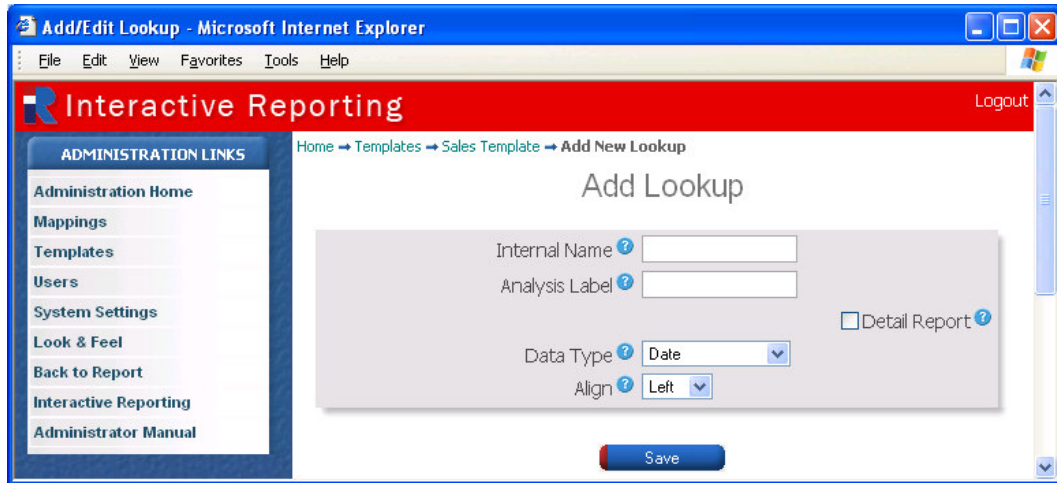 Add/Edit Lookup - Microsoft Internet Explorer
File Edit View Favorites Tools Help
Interactive Reporting
Logout
ADMINISTRATION LINKS
Administration Home
Mappings
Templates
Users
System Settings
Look & Feel
Back to Report
Interactive Reporting
Administrator Manual
Home → Templates → Sales Template → Add New Lookup
Add Lookup
Internal Name ?
Analysis Label ?
Detail Report ?
Data Type ? Date
Align ? Left
Save